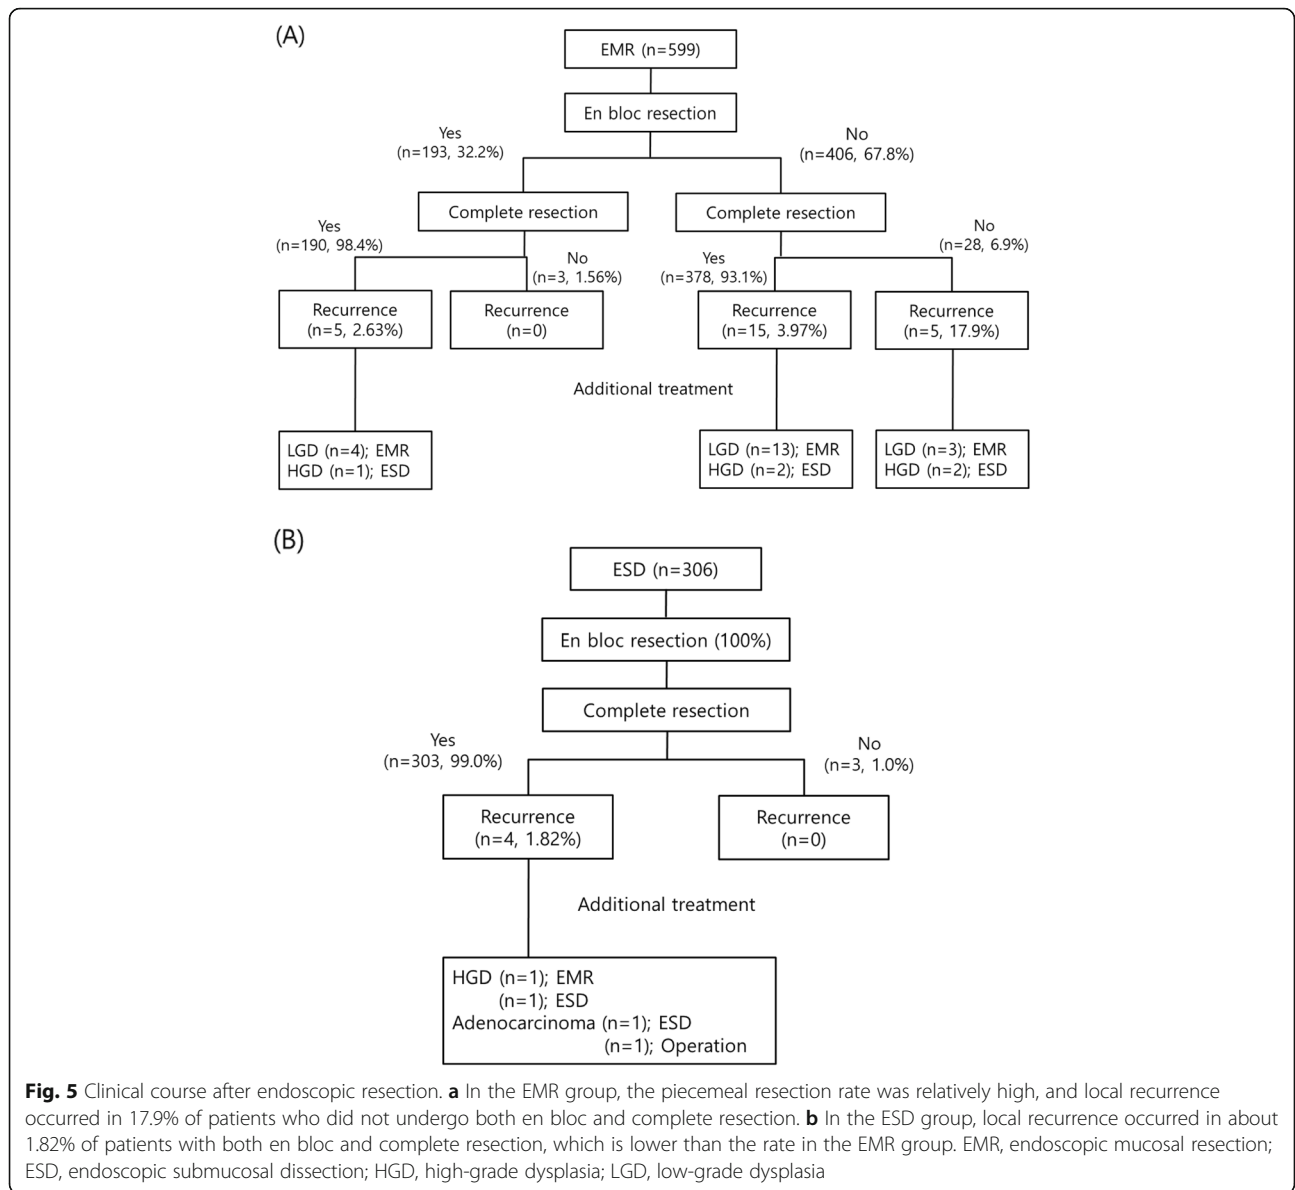 (A)
EMR (n=599)
En bloc resection
Yes
(n=193, 32.2%)
No
(n=406, 67.8%)
Complete resection
Complete resection
Yes
(n=190, 98.4%)
No
(n=3, 1.56%)
Yes
(n=378, 93.1%)
No
(n=28, 6.9%)
Recurrence
(n=5, 2.63%)
Recurrence
(n=0)
Recurrence
(n=15, 3.97%)
Recurrence
(n=5, 17.9%)
Additional treatment
LGD (n=4); EMR
HGD (n=1); ESD
LGD (n=13); EMR
HGD (n=2); ESD
LGD (n=3); EMR
HGD (n=2); ESD
(B)
ESD (n=306)
En bloc resection (100%)
Complete resection
Yes
(n=303, 99.0%)
No
(n=3, 1.0%)
Recurrence
(n=4, 1.82%)
Recurrence
(n=0)
Additional treatment
HGD (n=1); EMR
(n=1); ESD
Adenocarcinoma (n=1); ESD
(n=1); Operation
Fig. 5 Clinical course after endoscopic resection. a In the EMR group, the piecemeal resection rate was relatively high, and local recurrence
occurred in 17.9% of patients who did not undergo both en bloc and complete resection. b In the ESD group, local recurrence occurred in about
1.82% of patients with both en bloc and complete resection, which is lower than the rate in the EMR group. EMR, endoscopic mucosal resection;
ESD, endoscopic submucosal dissection; HGD, high-grade dysplasia; LGD, low-grade dysplasia